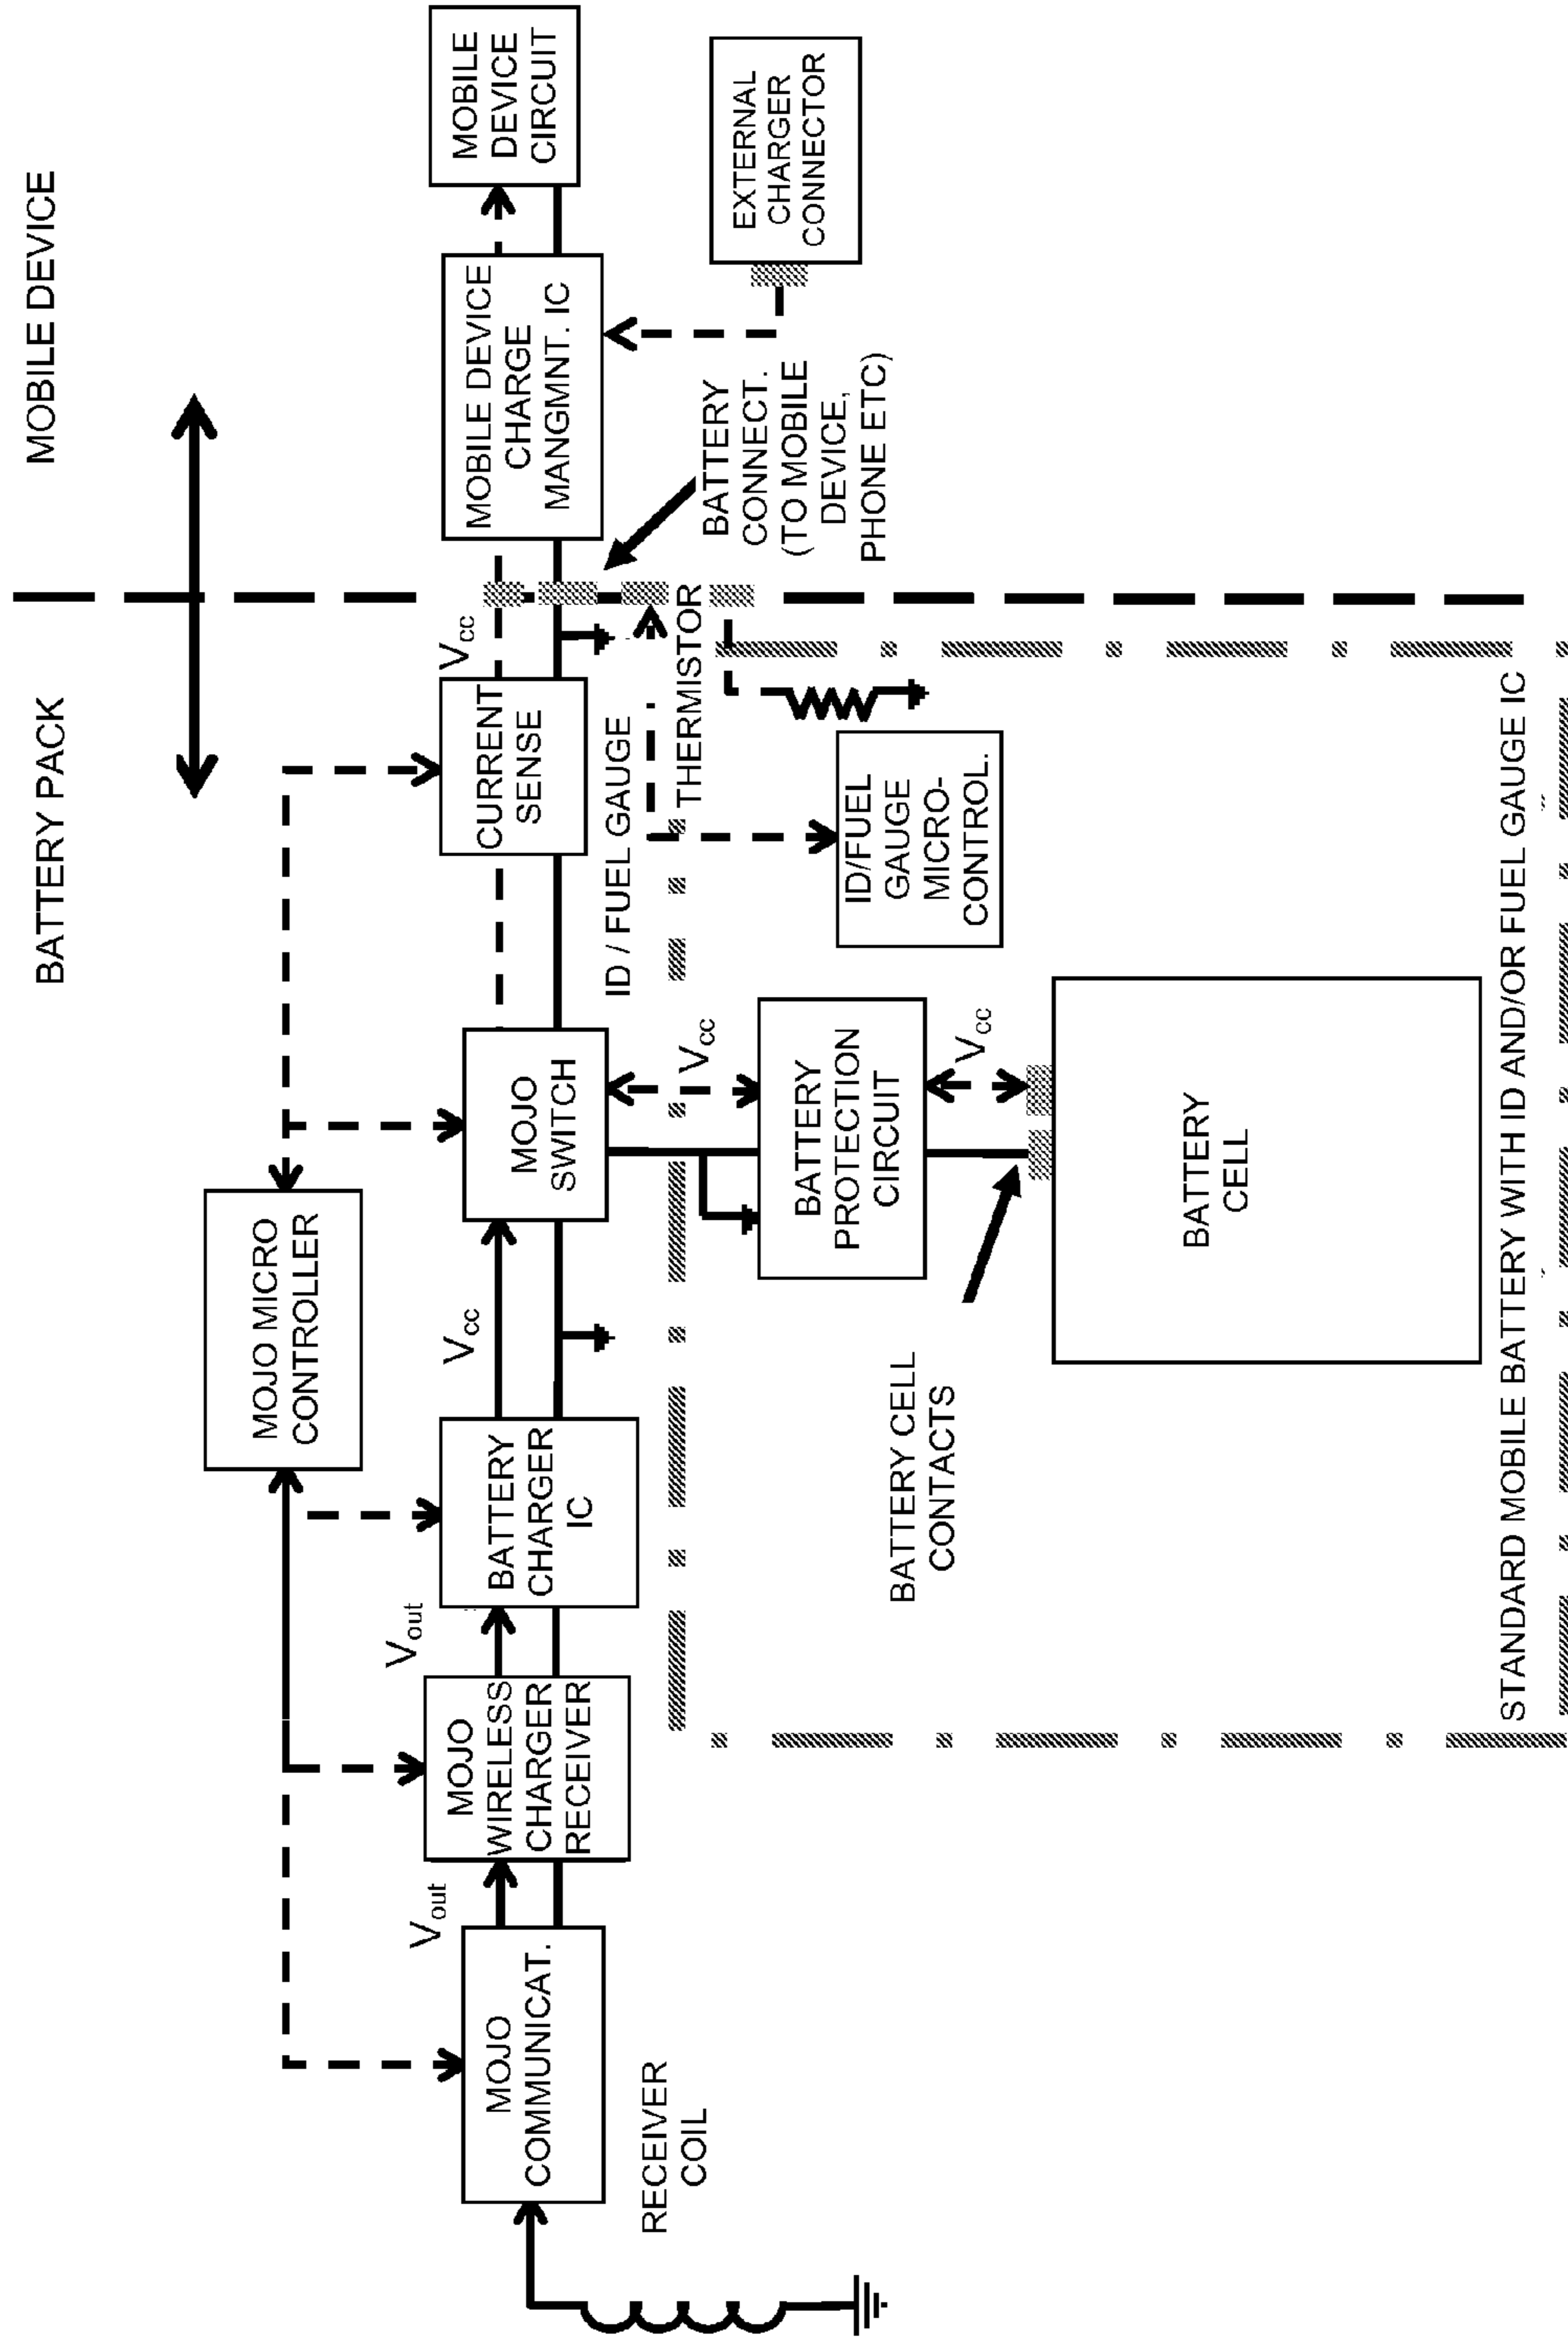 BATTERY PACK
MOBILE DEVICE
MOJO MICRO
CONTROLLER
MOJO
COMMUNICAT.
Vout
MOJO
WIRELESS
CHARGER
RECEIVER
Vout
BATTERY
CHARGER
IC
Vcc
MOJO
SWITCH
CURRENT
SENSE
Vcc
MOBILE DEVICE
CHARGE
MANGMNT. IC
MOBILE
DEVICE
CIRCUIT
RECEIVER
COIL
ID / FUEL GAUGE
THERMISTOR
BATTERY
CONNECT.
(TO MOBILE
DEVICE,
PHONE ETC)
EXTERNAL
CHARGER
CONNECTOR
Vcc
BATTERY
PROTECTION
CIRCUIT
ID/FUEL
GAUGE
MICRO-
CONTROL.
BATTERY CELL
CONTACTS
Vcc
BATTERY
CELL
STANDARD MOBILE BATTERY WITH ID AND/OR FUEL GAUGE IC